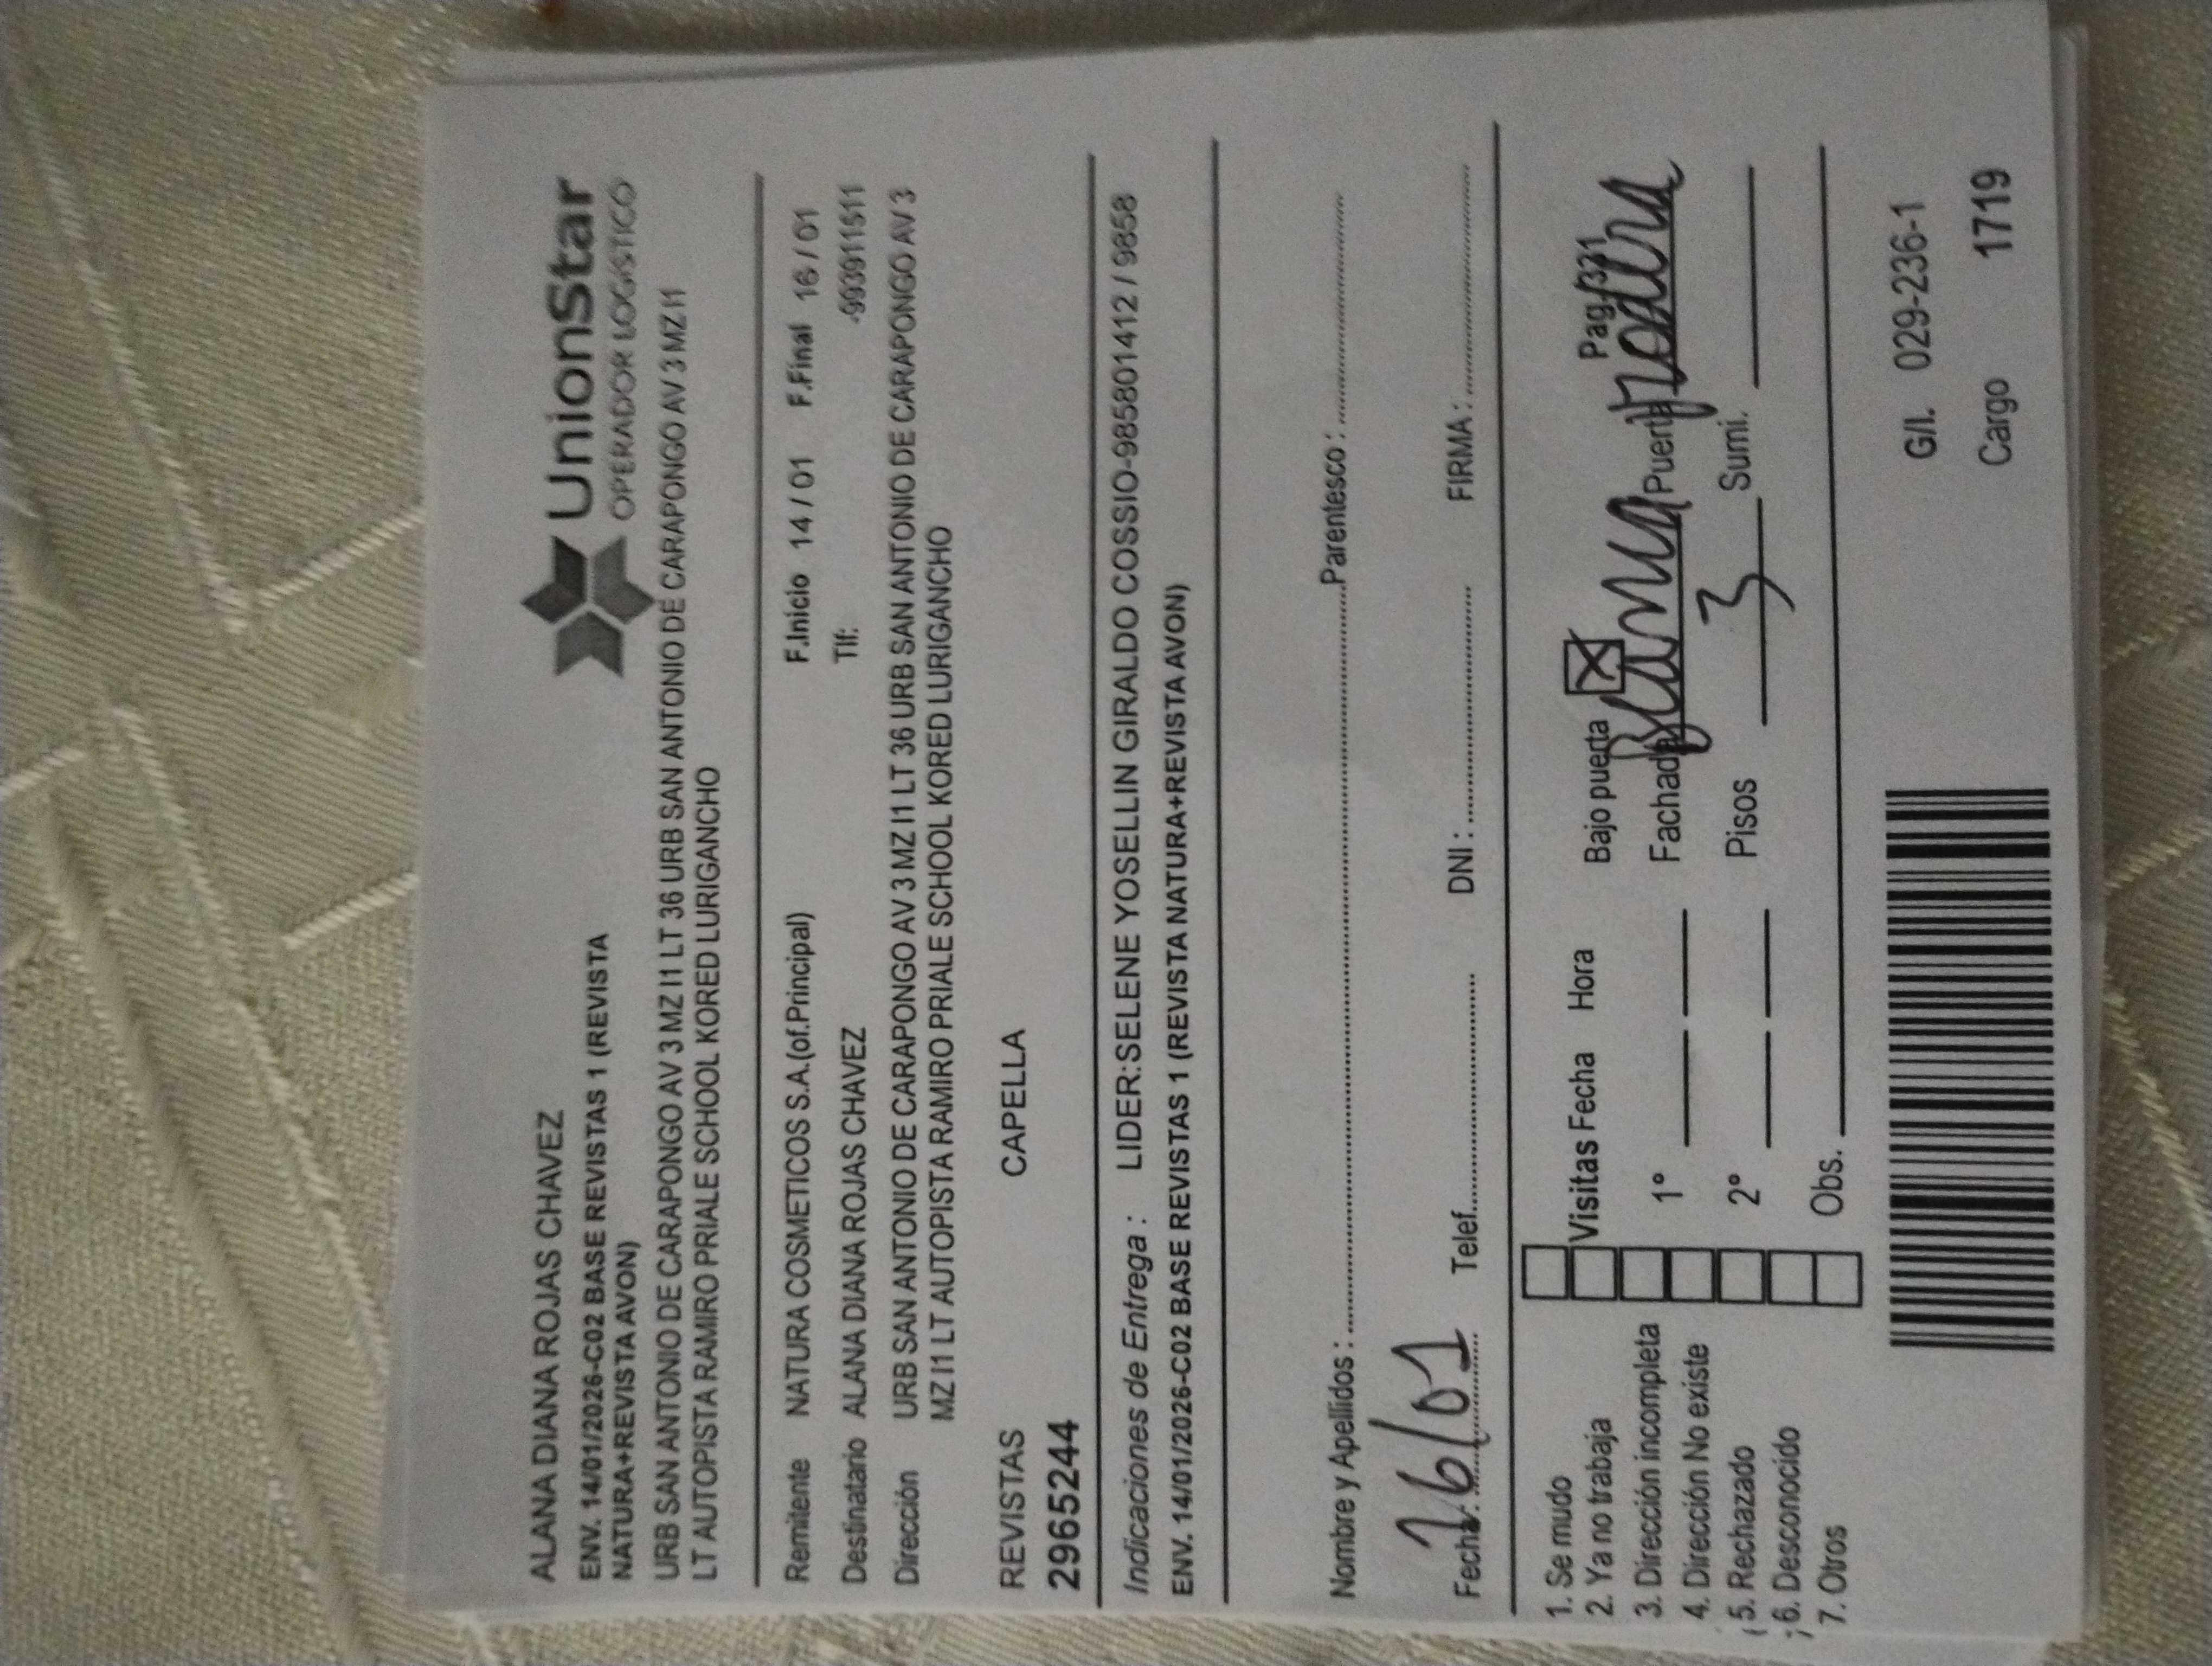 UnionStar
OPERADOR LOGÍSTICO
ALANA DIANA ROJAS CHAVEZ
ENV. 14/01/2026-C02 BASE REVISTAS 1 (REVISTA
NATURA+REVISTA AVON)
URB SAN ANTONIO DE CARAPONGO AV 3 MZ I1 LT 36 URB SAN ANTONIO DE CARAPONGO AV 3 MZ I1
LT AUTOPISTA RAMIRO PRIALE SCHOOL KORED LURIGANCHO
Remitente NATURA COSMETICOS S.A.(of.Principal) F.Inicio 14 / 01 F.Final 16 / 01
Destinatario ALANA DIANA ROJAS CHAVEZ Tlf: -993911511
Dirección URB SAN ANTONIO DE CARAPONGO AV 3 MZ I1 LT 36 URB SAN ANTONIO DE CARAPONGO AV 3
MZ I1 LT AUTOPISTA RAMIRO PRIALE SCHOOL KORED LURIGANCHO
REVISTAS CAPELLA
2965244
Indicaciones de Entrega : LIDER:SELENE YOSELLIN GIRALDO COSSIO-985801412 / 9858
ENV. 14/01/2026-C02 BASE REVISTAS 1 (REVISTA NATURA+REVISTA AVON)
Nombre y Apellidos : Parentesco :
Fecha: 16/01 Telef. DNI : FIRMA :
1. Se mudo
2. Ya no trabaja Visitas Fecha Hora Bajo puerta X Pag./321
3. Dirección incompleta 1° Fachada Puerta
4. Dirección No existe
5. Rechazado 2° Pisos 3 Sumi.
6. Desconocido
7. Otros Obs.
G/I. 029-236-1
Cargo 1719